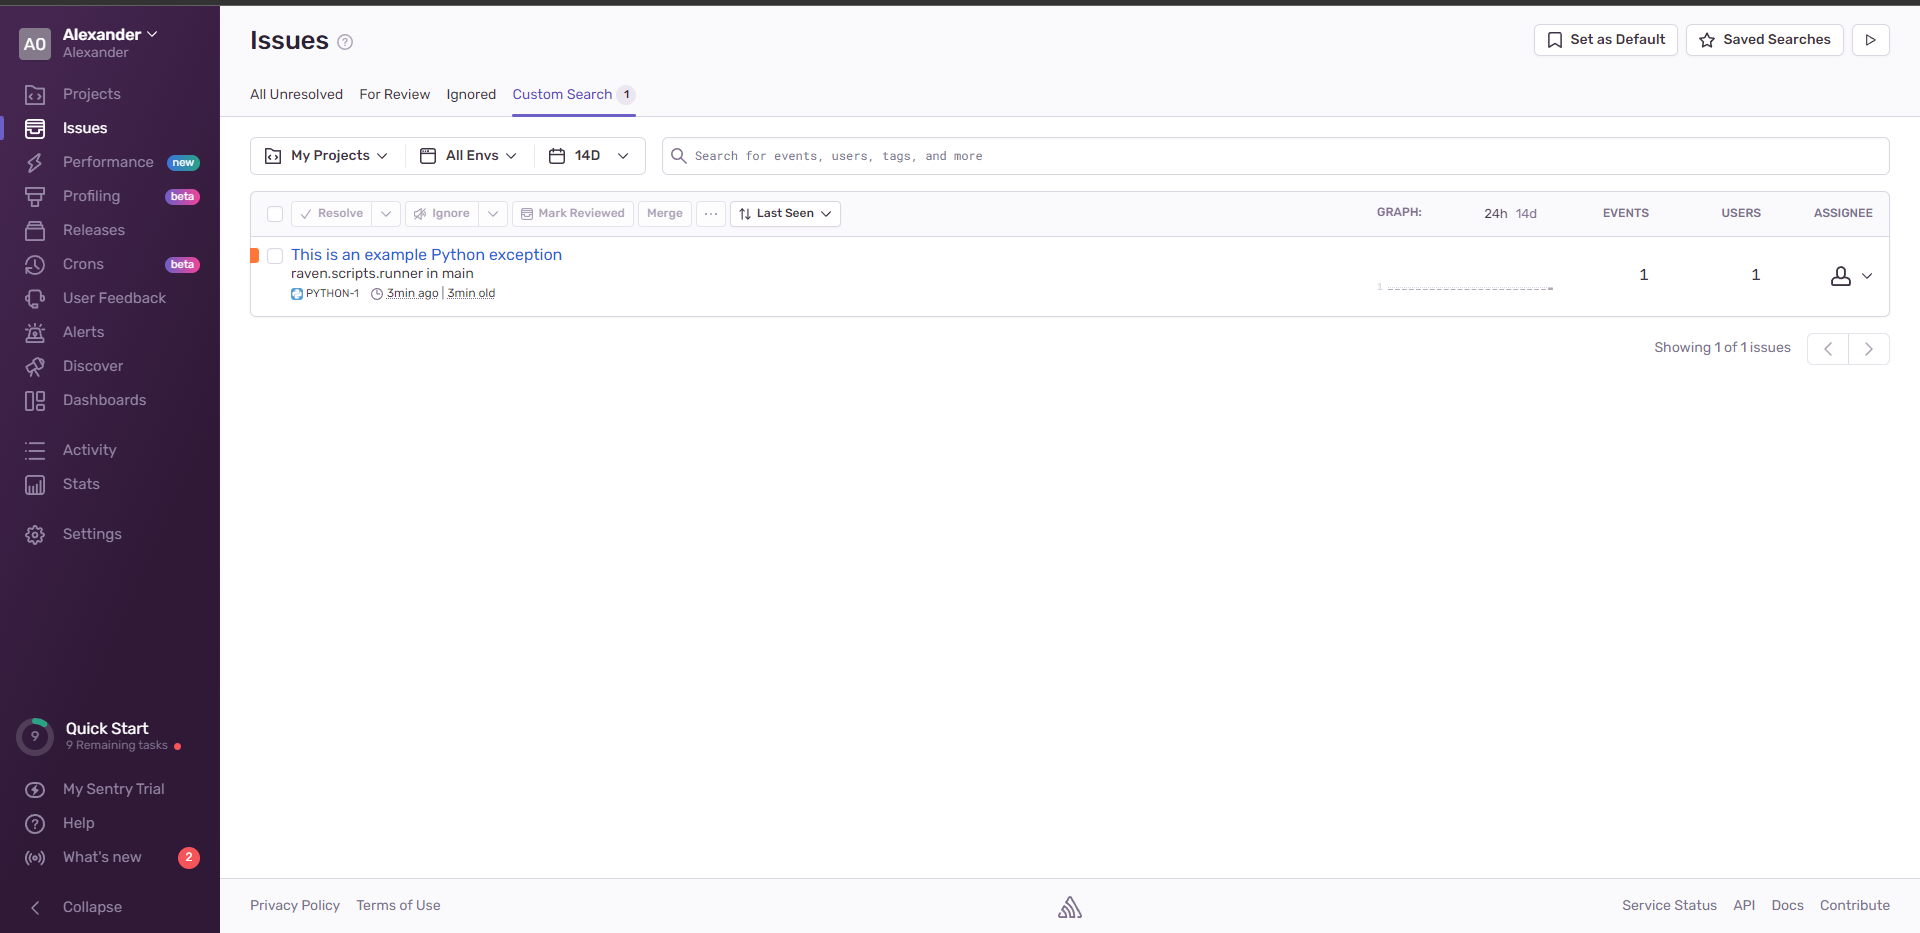 AO
Alexander
Alexander
Projects
Issues
Performance new
Profiling beta
Releases
Crons beta
User Feedback
Alerts
Discover
Dashboards
Activity
Stats
Settings
9
Quick Start
9 Remaining tasks
My Sentry Trial
Help
What's new 2
Collapse
Issues ?
Set as Default Saved Searches
All Unresolved For Review Ignored Custom Search 1
My Projects All Envs 14D Search for events, users, tags, and more
Resolve Ignore Mark Reviewed Merge ... Last Seen GRAPH: 24h 14d EVENTS USERS ASSIGNEE
This is an example Python exception
raven.scripts.runner in main
PYTHON-1 3min ago | 3min old
1 1 1
Showing 1 of 1 issues
Privacy Policy Terms of Use Service Status API Docs Contribute